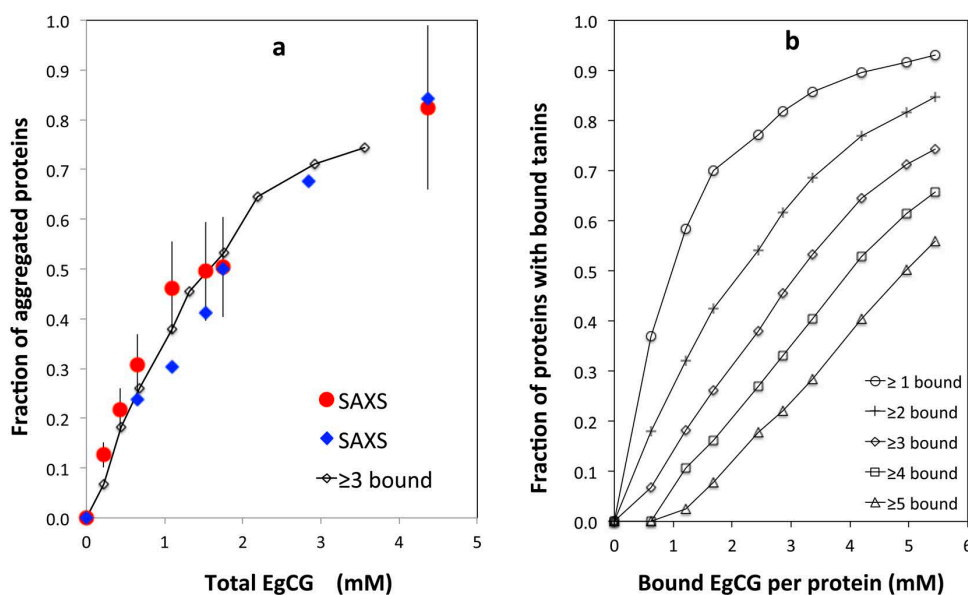 a
1.0
0.9
0.8
0.7
0.6
0.5
0.4
0.3
0.2
0.1
0.0
0 1 2 3 4 5
Fraction of aggregated proteins
Total EgCG (mM)
SAXS
SAXS
≥3 bound
b
1.0
0.9
0.8
0.7
0.6
0.5
0.4
0.3
0.2
0.1
0.0
0 1 2 3 4 5 6
Fraction of proteins with bound tanins
Bound EgCG per protein (mM)
≥ 1 bound
≥2 bound
≥3 bound
≥4 bound
≥5 bound